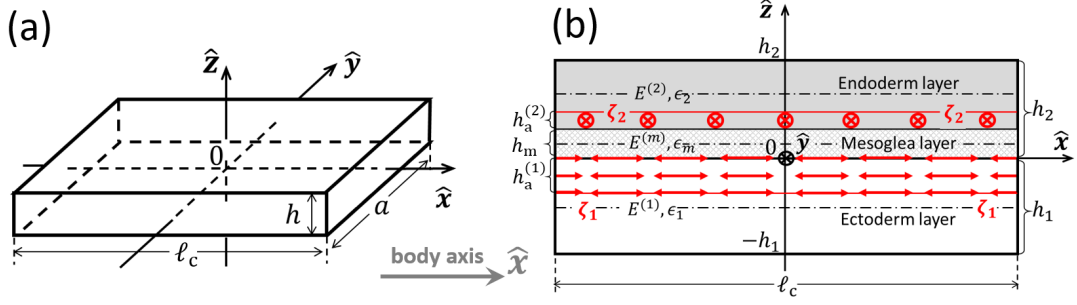 (a)
ẑ
ŷ
0
x̂
h
a
ℓc
body axis x̂
(b)
ẑ
h₂
Endoderm layer
E⁽²⁾, ϵ₂
ζ₂ ζ₂
hₐ⁽²⁾
h₂
hₘ
E⁽ᵐ⁾, ϵₘ
0 ŷ
Mesoglea layer
x̂
hₐ⁽¹⁾
ζ₁ ζ₁
E⁽¹⁾, ϵ₁
Ectoderm layer
h₁
−h₁
ℓc